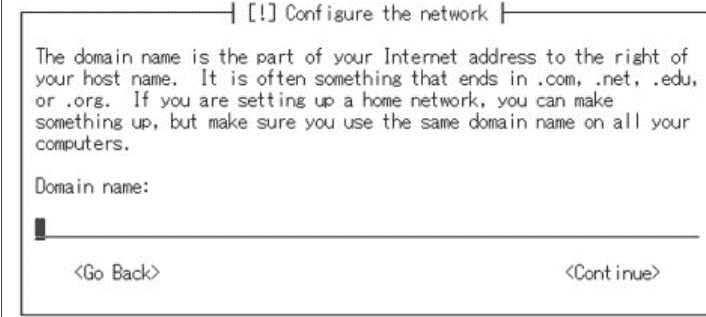 [!] Configure the network
The domain name is the part of your Internet address to the right of
your host name.  It is often something that ends in .com, .net, .edu,
or .org.  If you are setting up a home network, you can make
something up, but make sure you use the same domain name on all your
computers.
Domain name:
<Go Back> <Continue>